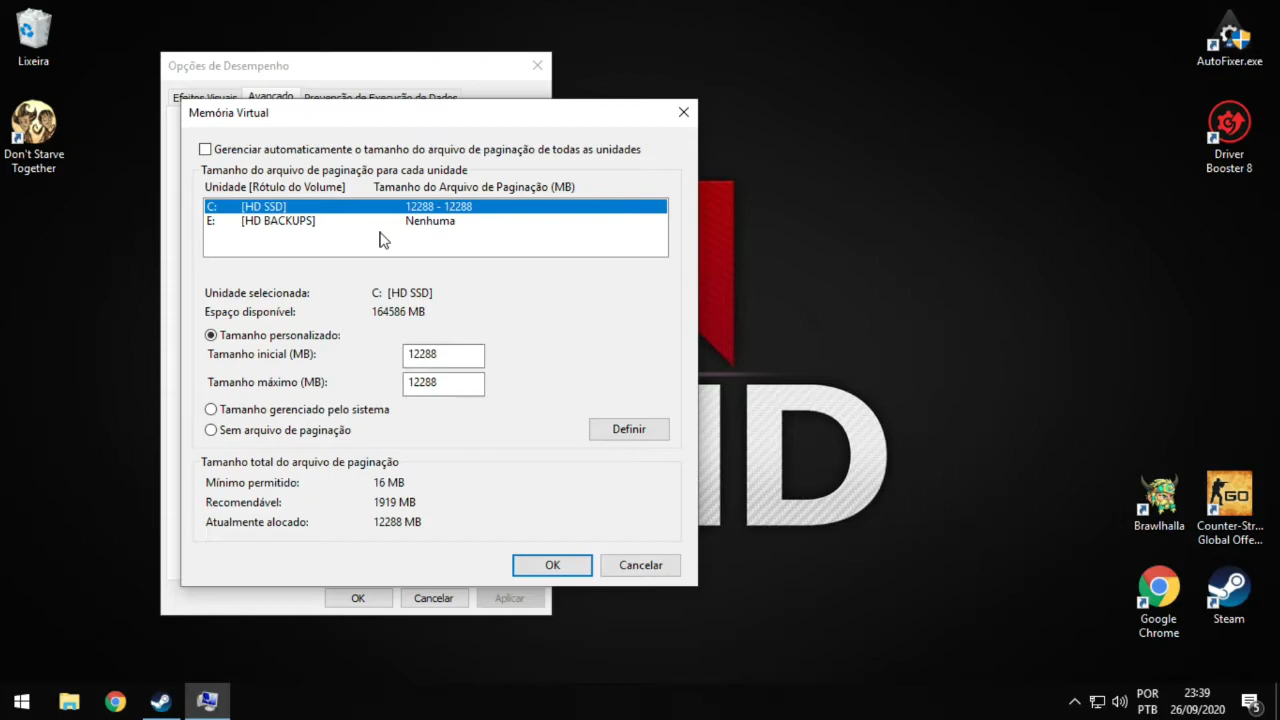 Lixeira
Don't Starve
Together
Opções de Desempenho
Efeitos Visuais Avançado Prevenção de Execução de Dados
Memória Virtual
Gerenciar automaticamente o tamanho do arquivo de paginação de todas as unidades
Tamanho do arquivo de paginação para cada unidade
Unidade [Rótulo do Volume] Tamanho do Arquivo de Paginação (MB)
C: [HD SSD] 12288 - 12288
E: [HD BACKUPS] Nenhuma
Unidade selecionada: C: [HD SSD]
Espaço disponível: 164586 MB
Tamanho personalizado:
Tamanho inicial (MB): 12288
Tamanho máximo (MB): 12288
Tamanho gerenciado pelo sistema
Sem arquivo de paginação
Definir
Tamanho total do arquivo de paginação
Mínimo permitido: 16 MB
Recomendável: 1919 MB
Atualmente alocado: 12288 MB
OK Cancelar
OK Cancelar Aplicar
AutoFixer.exe
Driver
Booster 8
D
Brawlhalla
GO
Counter-Str...
Global Offe...
Google
Chrome
Steam
POR
PTB
23:39
26/09/2020
5